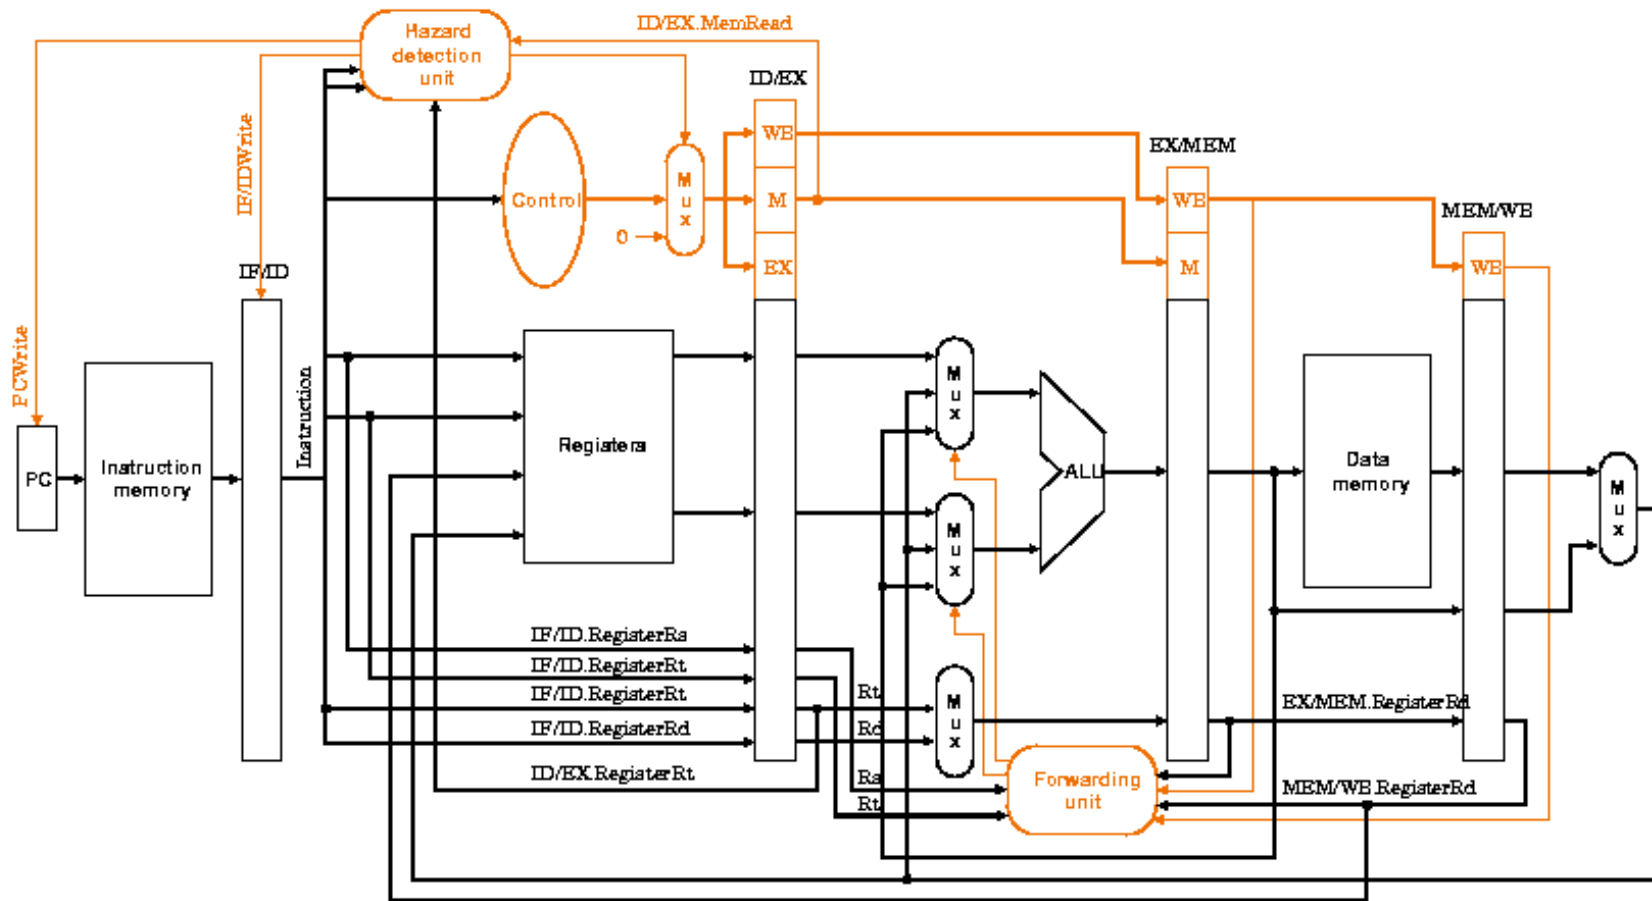 Hazard
detection
unit
ID/EX.MemRead
ID/EX
WB
EX/MEM
IF/IDWrite
Control
M
u
x
M
WB
MEM/WB
0
EX
M
WB
IF/ID
PCWrite
Instruction
PC
Instruction
memory
Registers
M
u
x
M
u
x
ALU
Data
memory
M
u
x
IF/ID.RegisterRs
IF/ID.RegisterRt
IF/ID.RegisterRt
IF/ID.RegisterRd
ID/EX.RegisterRt
Rt
Rd
M
u
x
EX/MEM.RegisterRd
Rs
Rt
Forwarding
unit
MEM/WB.RegisterRd